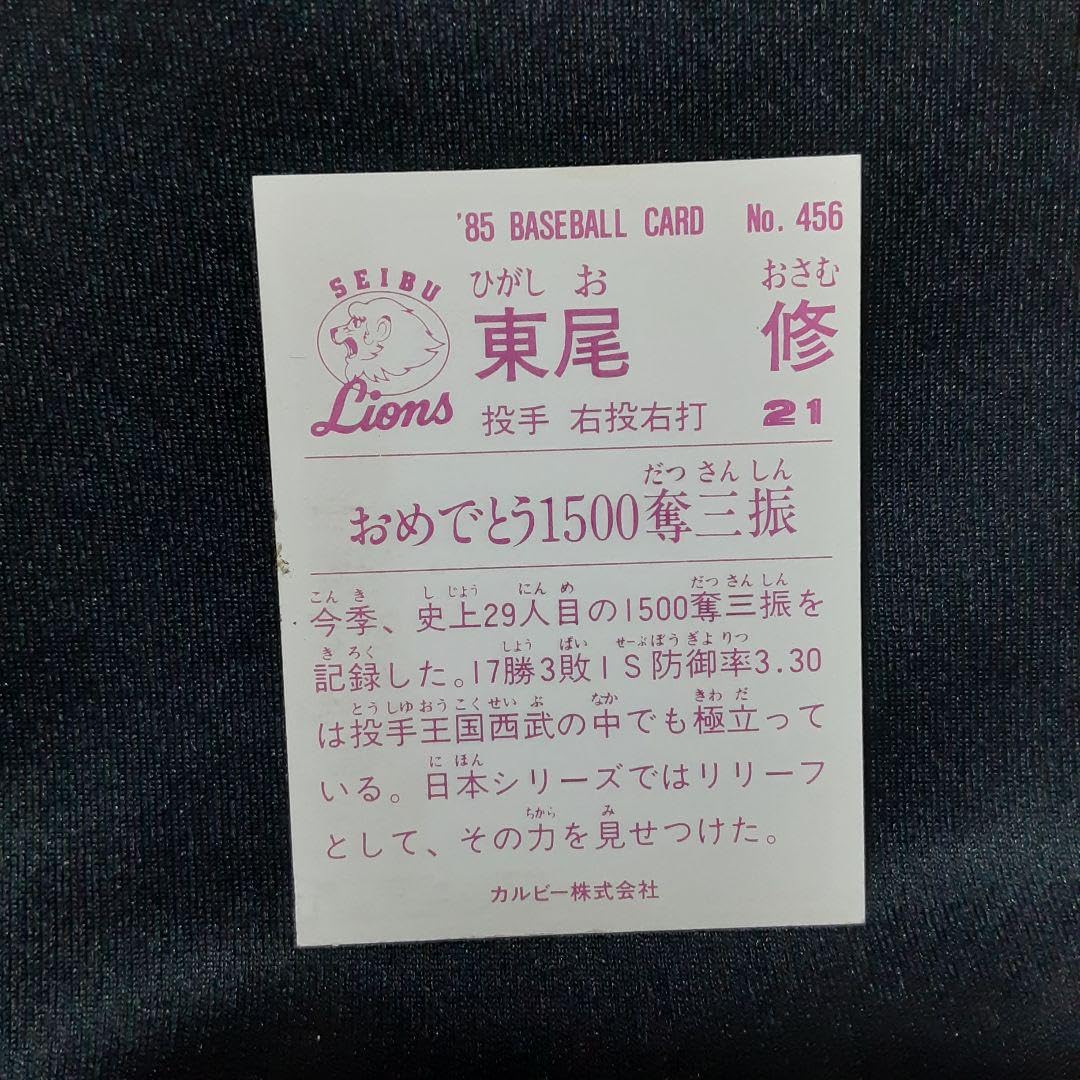 '85 BASEBALL CARD No. 456
SEIBU
Lions
ひがし お おさむ
東尾 修
投手 右投右打 21
だつ さん しん
おめでとう1500奪三振
こん き し じょう にん め だつ さん しん
今季、史上29人目の1500奪三振を
き ろく しょう ぱい せーぶ ぼう ぎょ りつ
記録した。17勝3敗1S防御率3.30
とう しゅ おう こく せい ぶ なか きわ だ
は投手王国西武の中でも極立って
に ほん
いる。日本シリーズではリリーフ
ちから み
として、その力を見せつけた。
カルビー株式会社